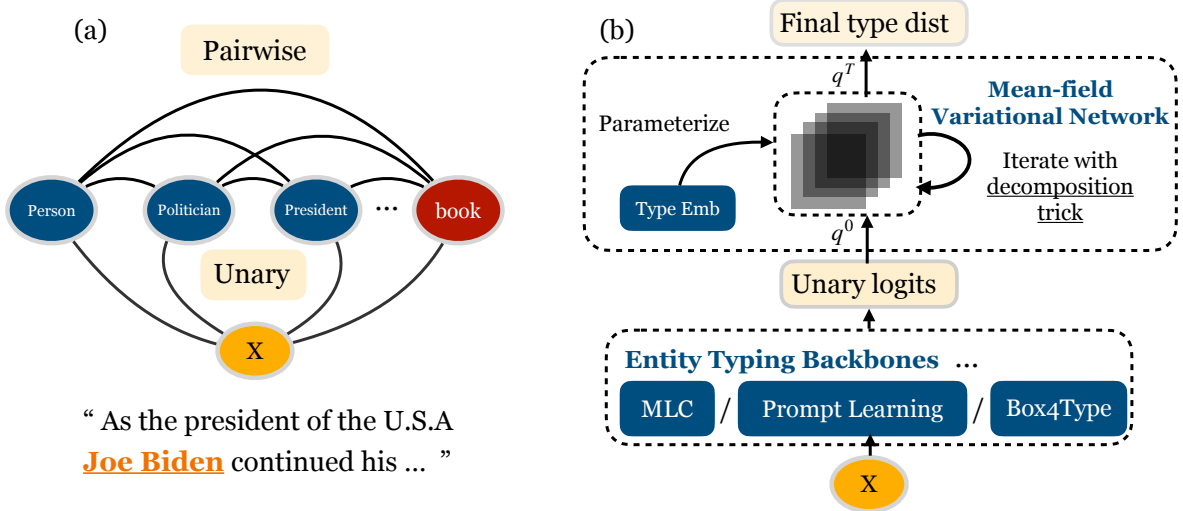 (a)
Pairwise
Person
Politician
President
...
book
Unary
X
“ As the president of the U.S.A
Joe Biden continued his ... ”
(b)
Final type dist
q^T
Mean-field
Variational Network
Parameterize
Type Emb
Iterate with
decomposition
trick
q^0
Unary logits
Entity Typing Backbones ...
MLC / Prompt Learning / Box4Type
X